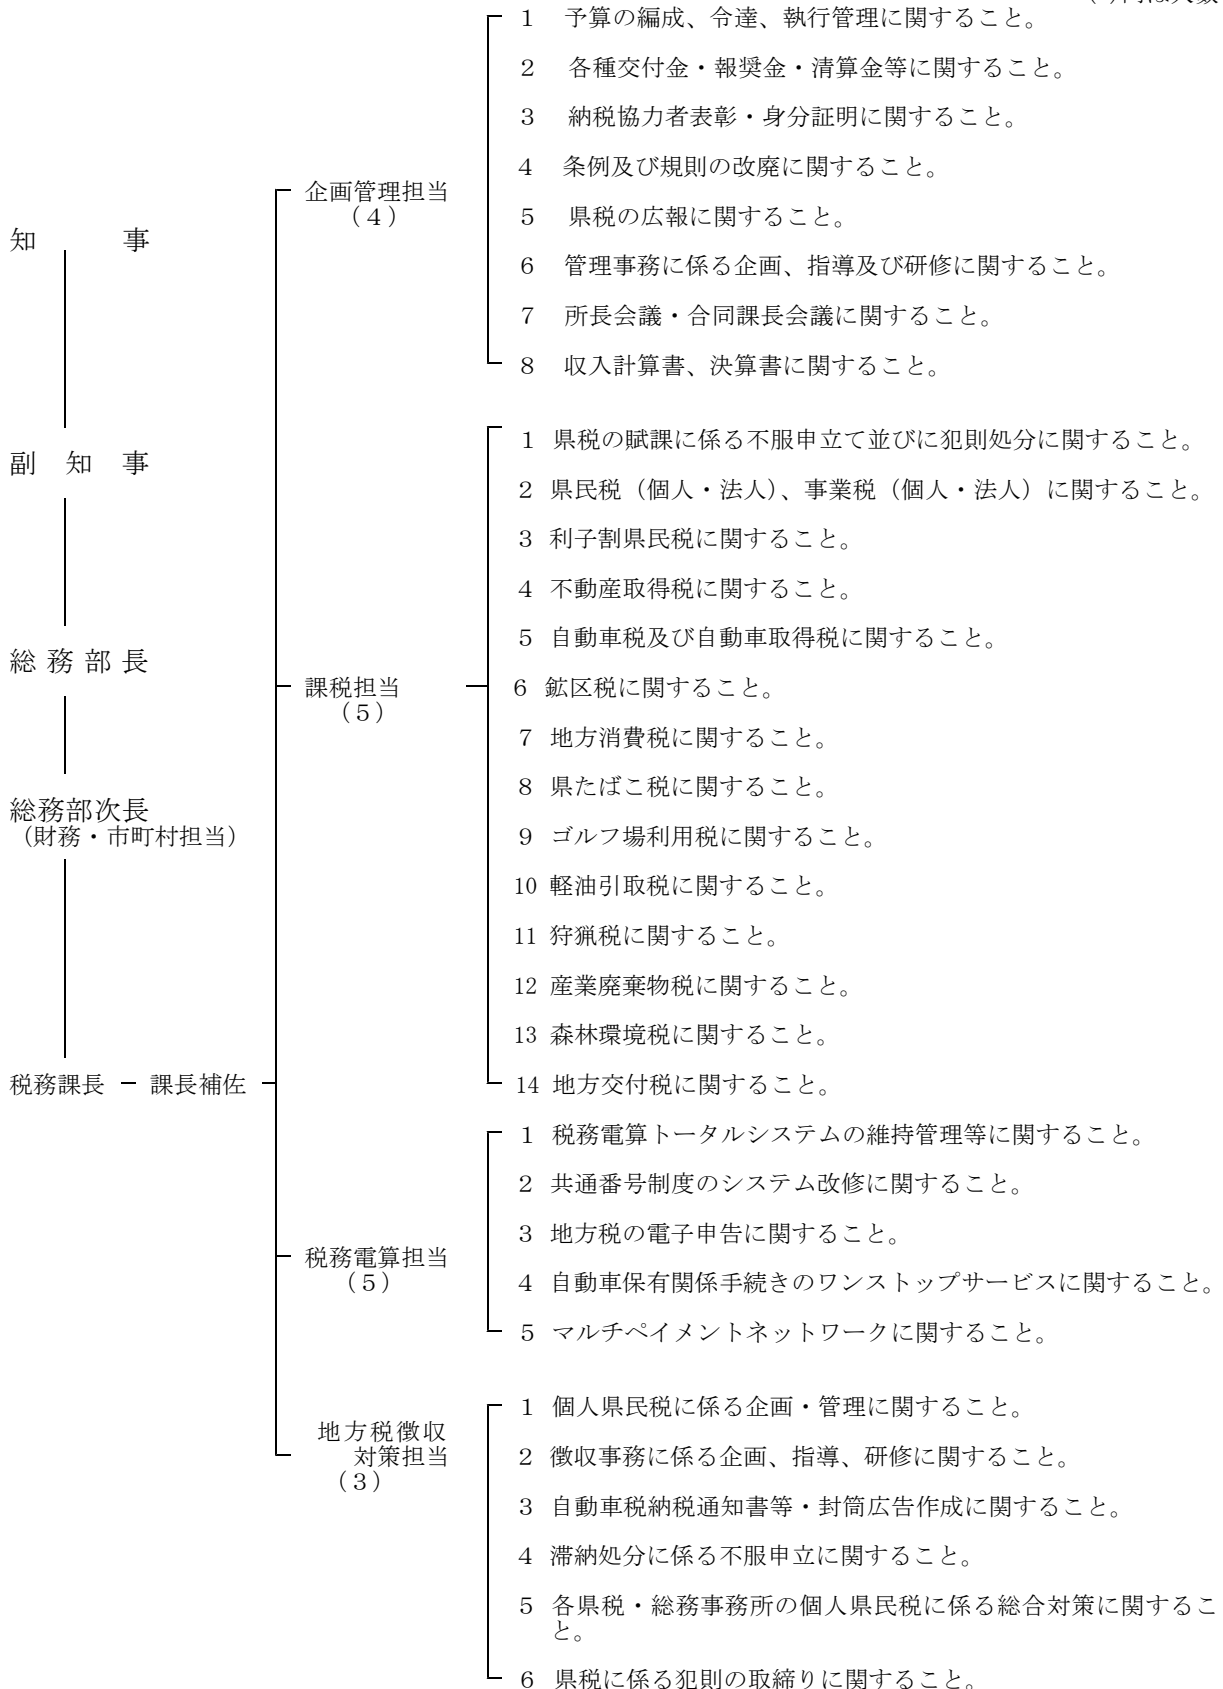 知　事
副　知　事
総 務 部 長
総務部次長
（財務・市町村担当）
税務課長 － 課長補佐
企画管理担当
（４）
１　予算の編成、令達、執行管理に関すること。
２　各種交付金・報奨金・清算金等に関すること。
３　納税協力者表彰・身分証明に関すること。
４　条例及び規則の改廃に関すること。
５　県税の広報に関すること。
６　管理事務に係る企画、指導及び研修に関すること。
７　所長会議・合同課長会議に関すること。
８　収入計算書、決算書に関すること。
課税担当
（５）
１ 県税の賦課に係る不服申立て並びに犯則処分に関すること。
２ 県民税（個人・法人）、事業税（個人・法人）に関すること。
３ 利子割県民税に関すること。
４ 不動産取得税に関すること。
５ 自動車税及び自動車取得税に関すること。
６ 鉱区税に関すること。
７ 地方消費税に関すること。
８ 県たばこ税に関すること。
９ ゴルフ場利用税に関すること。
10 軽油引取税に関すること。
11 狩猟税に関すること。
12 産業廃棄物税に関すること。
13 森林環境税に関すること。
14 地方交付税に関すること。
税務電算担当
（５）
１ 税務電算トータルシステムの維持管理等に関すること。
２ 共通番号制度のシステム改修に関すること。
３ 地方税の電子申告に関すること。
４ 自動車保有関係手続きのワンストップサービスに関すること。
５ マルチペイメントネットワークに関すること。
地方税徴収
対策担当
（３）
１ 個人県民税に係る企画・管理に関すること。
２ 徴収事務に係る企画、指導、研修に関すること。
３ 自動車税納税通知書等・封筒広告作成に関すること。
４ 滞納処分に係る不服申立に関すること。
５ 各県税・総務事務所の個人県民税に係る総合対策に関するこ
と。
６ 県税に係る犯則の取締りに関すること。